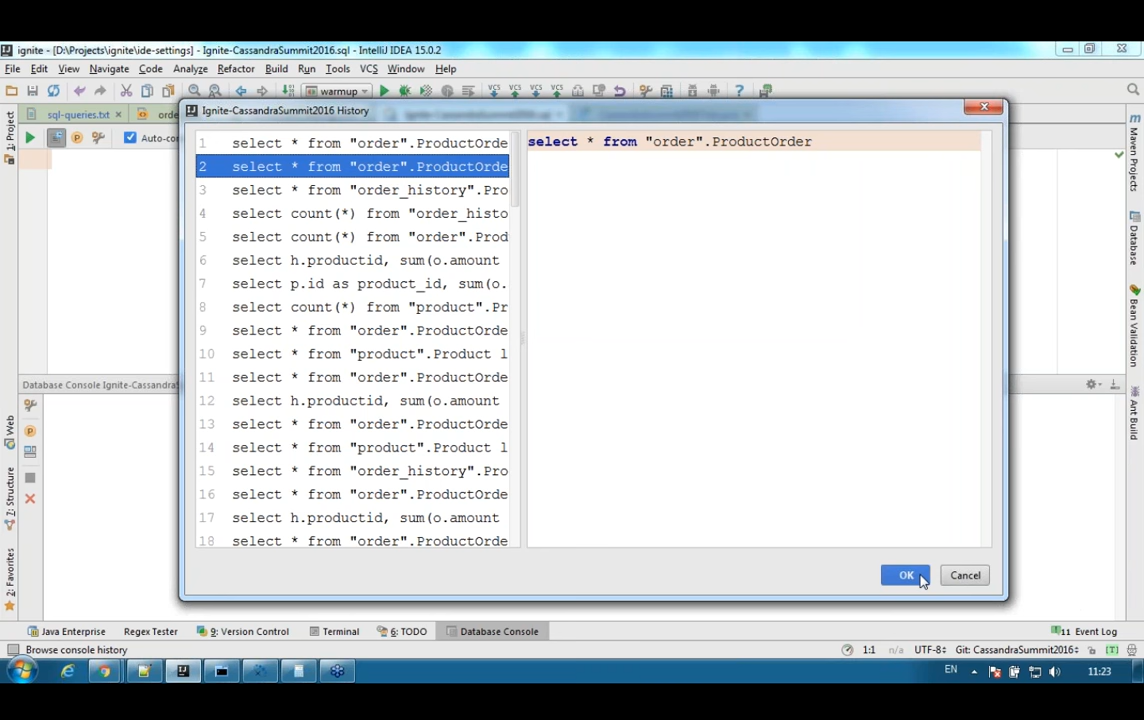 ignite - [D:\Projects\ignite\ide-settings] - Ignite-CassandraSummit2016.sql - IntelliJ IDEA 15.0.2
File Edit View Navigate Code Analyze Refactor Build Run Tools VCS Window Help
warmup
sql-queries.txt
orde
Auto-co
1: Project
Web
Z: Structure
2: Favorites
Ignite-CassandraSummit2016 History
1 select * from "order".ProductOrde
2 select * from "order".ProductOrde
3 select * from "order_history".Pro
4 select count(*) from "order_histo
5 select count(*) from "order".Prod
6 select h.productid, sum(o.amount
7 select p.id as product_id, sum(o.
8 select count(*) from "product".Pr
9 select * from "order".ProductOrde
10 select * from "product".Product l
11 select * from "order".ProductOrde
12 select h.productid, sum(o.amount
13 select * from "order".ProductOrde
14 select * from "product".Product l
15 select * from "order_history".Pro
16 select * from "order".ProductOrde
17 select h.productid, sum(o.amount
18 select * from "order".ProductOrde
select * from "order".ProductOrder
OK Cancel
Maven Projects
Database
Bean Validation
Ant Build
Database Console Ignite-Cassandra
Java Enterprise Regex Tester 9: Version Control Terminal 6: TODO Database Console 11 Event Log
Browse console history 1:1 n/a UTF-8 Git: CassandraSummit2016 [T]
EN 11:23